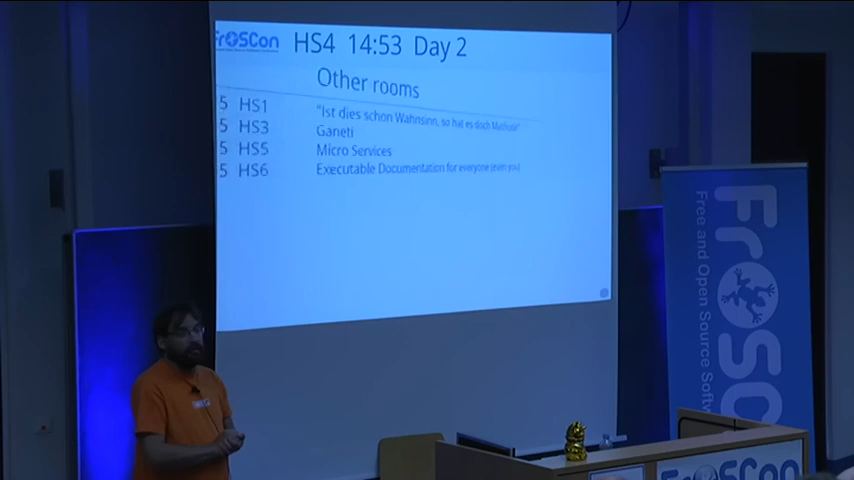 FrOSCon HS4 14:53 Day 2
Other rooms
5 HS1 "Ist dies schon Wahnsinn, so hat es doch Methode"
5 HS3 Ganeti
5 HS5 Micro Services
5 HS6 Executable Documentation for everyone (even you)
FrOSC
Free and Open Source Softw
FrOSCon